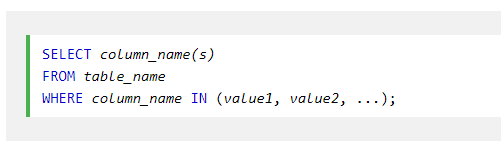 SELECT column_name(s)
FROM table_name
WHERE column_name IN (value1, value2, ...);